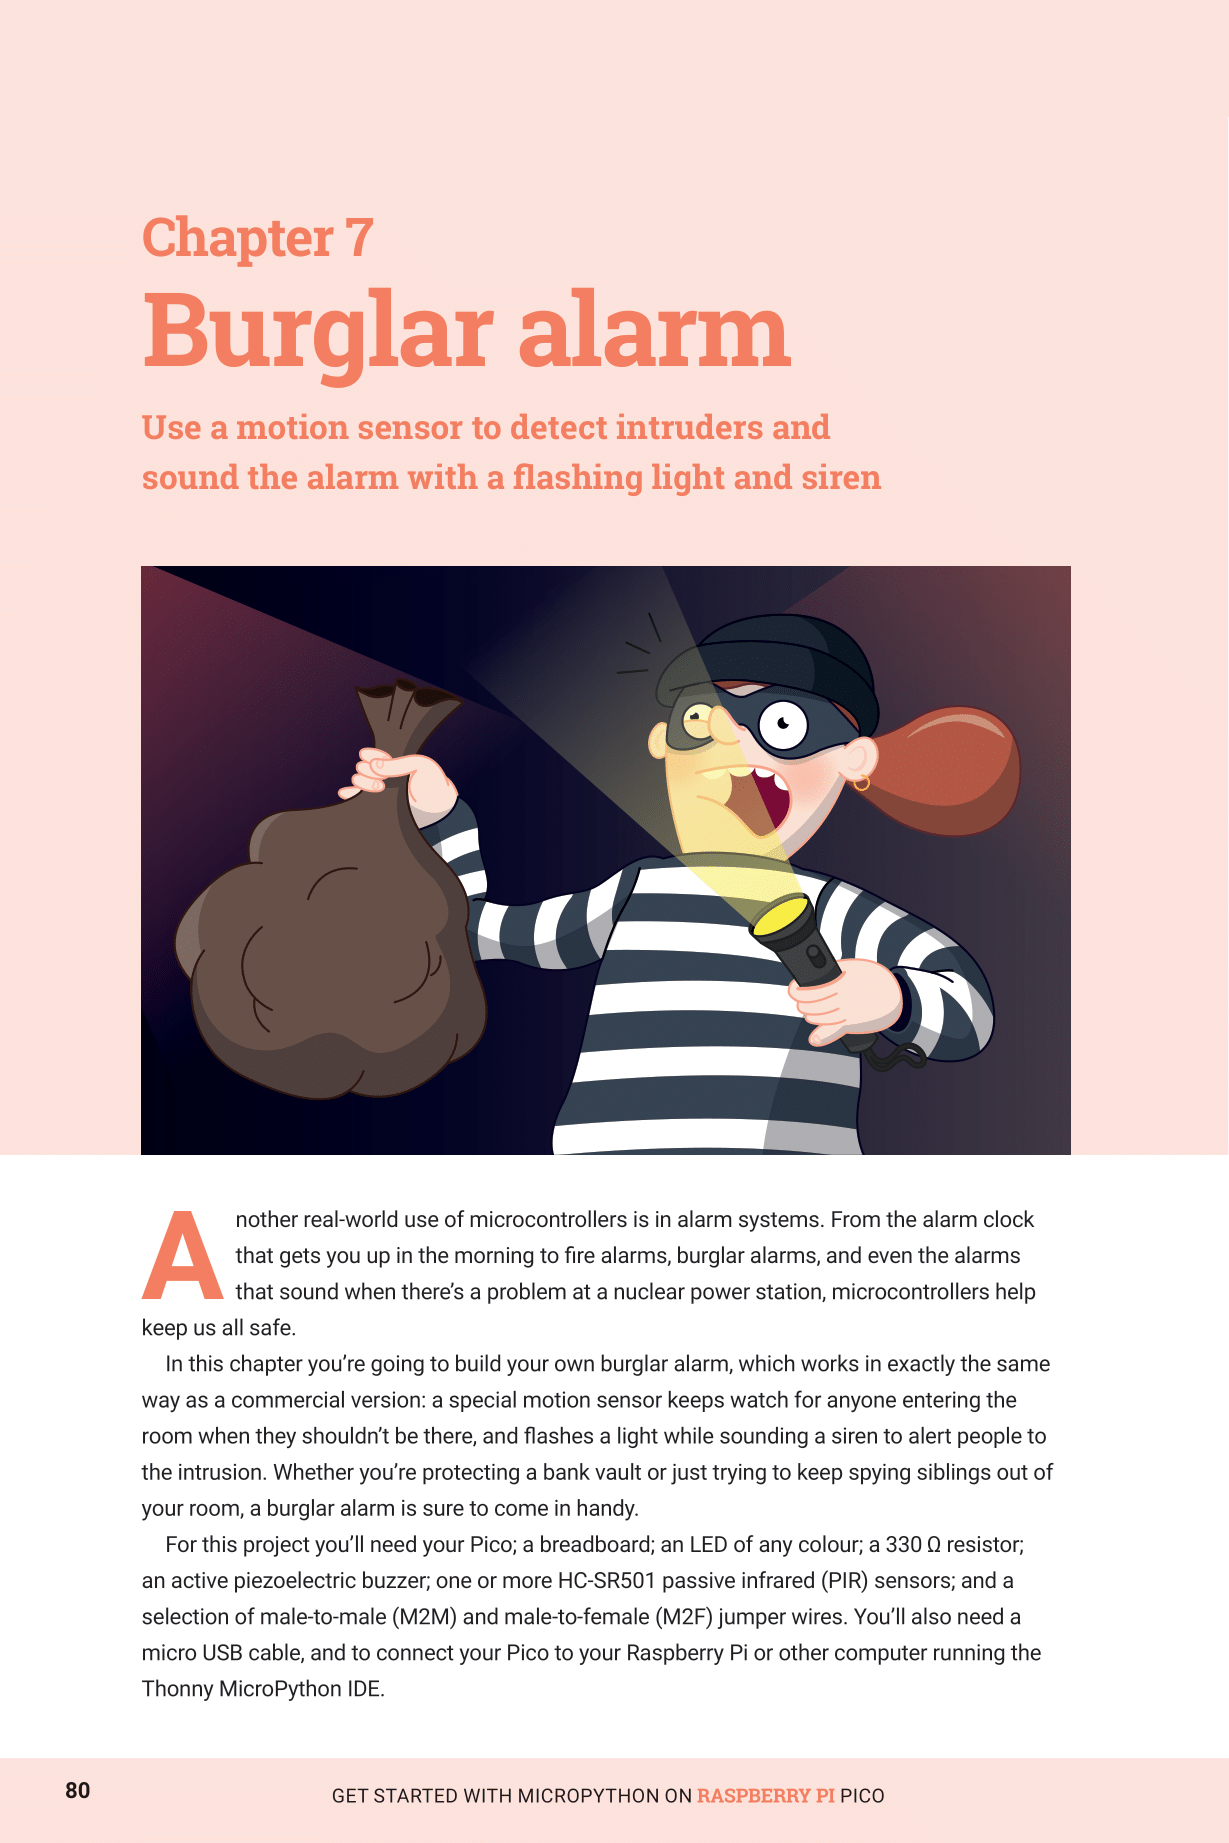 Chapter 7
Burglar alarm
Use a motion sensor to detect intruders and
sound the alarm with a flashing light and siren
Another real-world use of microcontrollers is in alarm systems. From the alarm clock
that gets you up in the morning to fire alarms, burglar alarms, and even the alarms
that sound when there’s a problem at a nuclear power station, microcontrollers help
keep us all safe.
In this chapter you’re going to build your own burglar alarm, which works in exactly the same
way as a commercial version: a special motion sensor keeps watch for anyone entering the
room when they shouldn’t be there, and flashes a light while sounding a siren to alert people to
the intrusion. Whether you’re protecting a bank vault or just trying to keep spying siblings out of
your room, a burglar alarm is sure to come in handy.
For this project you’ll need your Pico; a breadboard; an LED of any colour; a 330 Ω resistor;
an active piezoelectric buzzer; one or more HC-SR501 passive infrared (PIR) sensors; and a
selection of male-to-male (M2M) and male-to-female (M2F) jumper wires. You’ll also need a
micro USB cable, and to connect your Pico to your Raspberry Pi or other computer running the
Thonny MicroPython IDE.
80
GET STARTED WITH MICROPYTHON ON RASPBERRY PI PICO